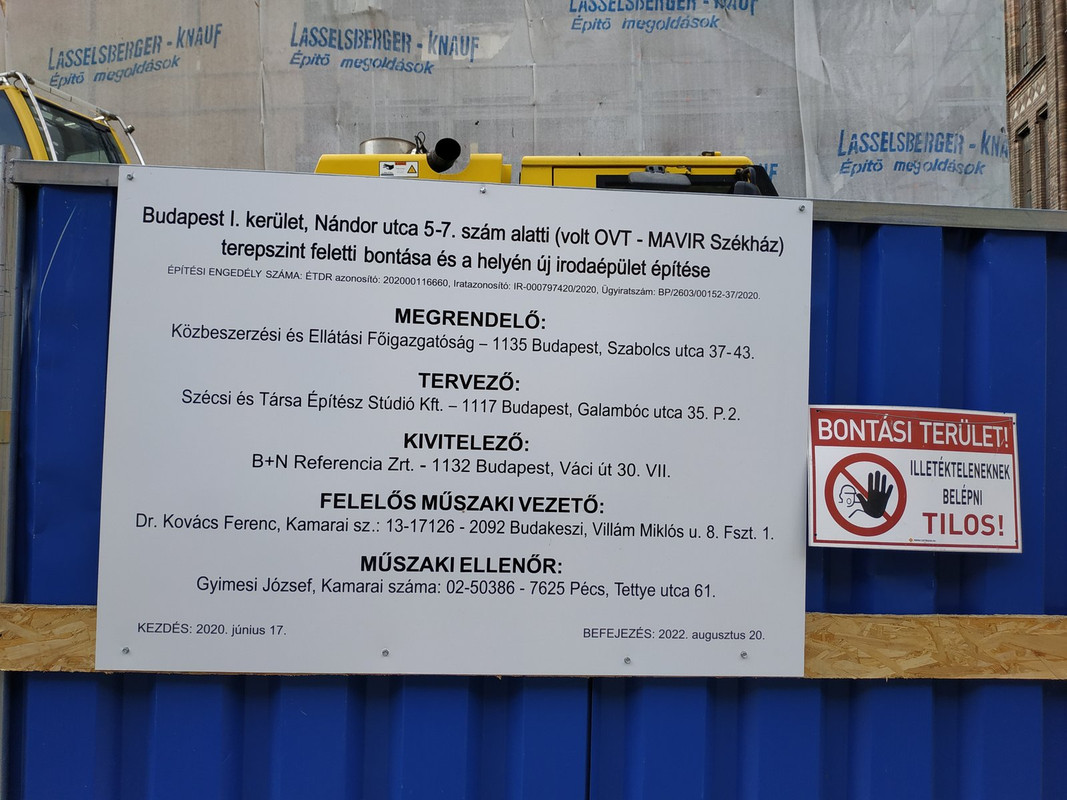 LASSELSBERGER - KNAUF
Építő megoldások
LASSELSBERGER - KNAUF
Építő megoldások
LASSELSBERGER - KNAUF
Építő megoldások
LASSELSBERGER - KNA
Építő megoldások
Budapest I. kerület, Nándor utca 5-7. szám alatti (volt OVT - MAVIR Székház)
terepszint feletti bontása és a helyén új irodaépület építése
ÉPÍTÉSI ENGEDÉLY SZÁMA: ÉTDR azonosító: 202000116660, Iratazonosító: IR-000797420/2020, Ügyiratszám: BP/2603/00152-37/2020.
MEGRENDELŐ:
Közbeszerzési és Ellátási Főigazgatóság – 1135 Budapest, Szabolcs utca 37-43.
TERVEZŐ:
Szécsi és Társa Építész Stúdió Kft. – 1117 Budapest, Galambóc utca 35. P.2.
KIVITELEZŐ:
B+N Referencia Zrt. - 1132 Budapest, Váci út 30. VII.
FELELŐS MŰSZAKI VEZETŐ:
Dr. Kovács Ferenc, Kamarai sz.: 13-17126 - 2092 Budakeszi, Villám Miklós u. 8. Fszt. 1.
MŰSZAKI ELLENŐR:
Gyimesi József, Kamarai száma: 02-50386 - 7625 Pécs, Tettye utca 61.
KEZDÉS: 2020. június 17.
BEFEJEZÉS: 2022. augusztus 20.
BONTÁSI TERÜLET!
ILLETÉKTELENEKNEK
BELÉPNI
TILOS!